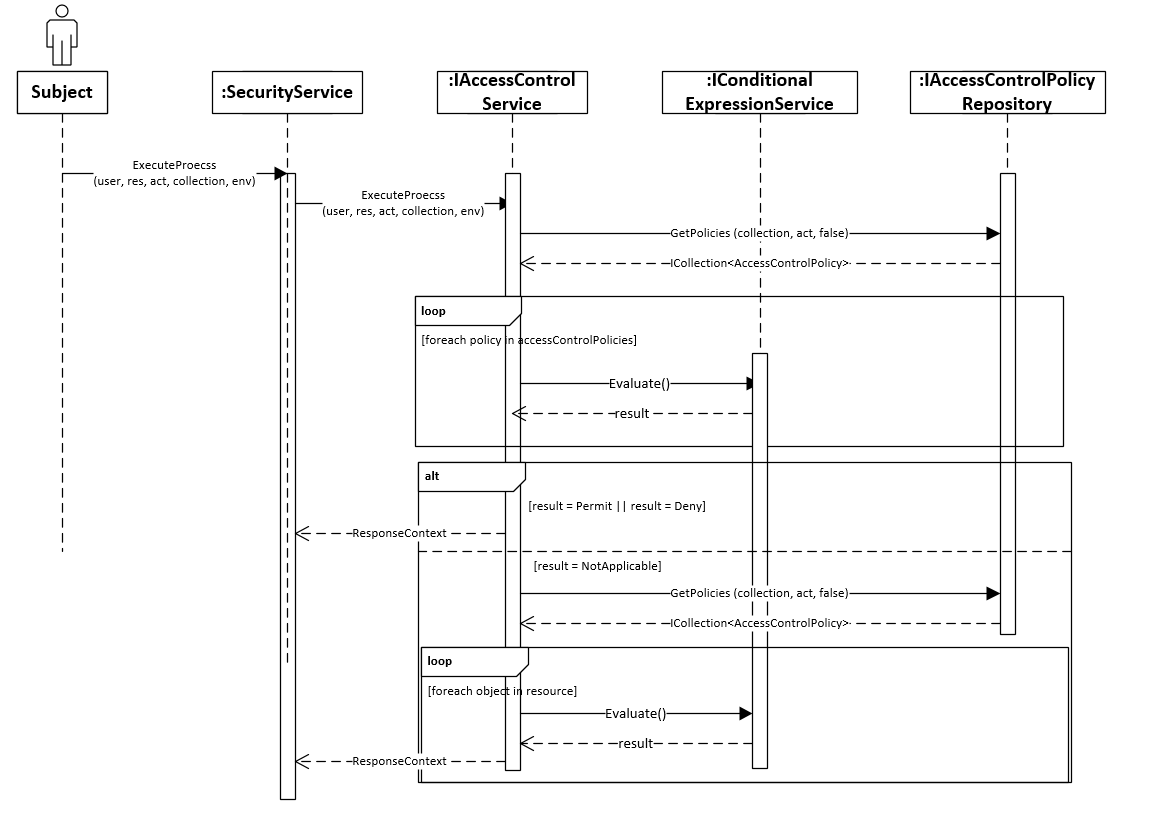 Subject
:SecurityService
:IAccessControl
Service
:IConditional
ExpressionService
:IAccessControlPolicy
Repository
ExecuteProecss
(user, res, act, collection, env)
ExecuteProecss
(user, res, act, collection, env)
GetPolicies (collection, act, false)
ICollection<AccessControlPolicy>
loop
[foreach policy in accessControlPolicies]
Evaluate()
result
alt
[result = Permit || result = Deny]
ResponseContext
[result = NotApplicable]
GetPolicies (collection, act, false)
ICollection<AccessControlPolicy>
loop
[foreach object in resource]
Evaluate()
result
ResponseContext